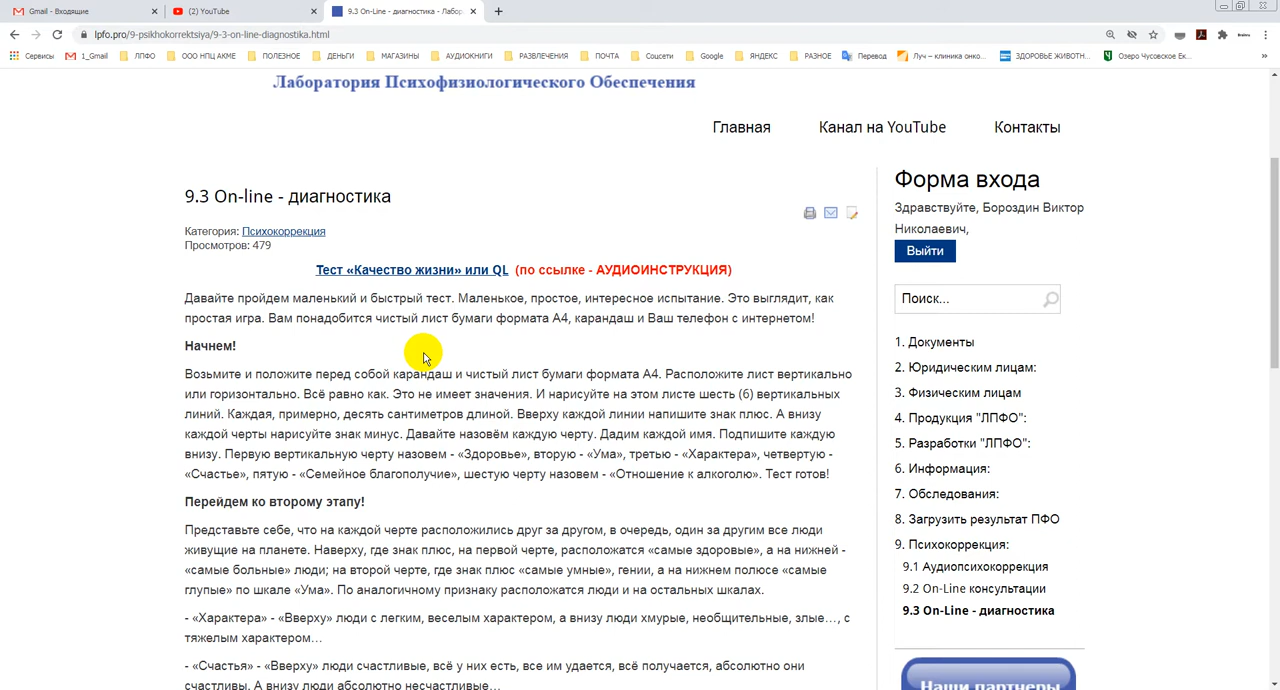 Gmail - Входящие
(2) YouTube
9.3 On-Line - диагностика - Лабо
lpfo.pro/9-psikhokorrektsiya/9-3-on-line-diagnostika.html
Сервисы
1_Gmail
ЛПФО
ООО НПЦ АКМЕ
ПОЛЕЗНОЕ
ДЕНЬГИ
МАГАЗИНЫ
АУДИОКНИГИ
РАЗВЛЕЧЕНИЯ
ПОЧТА
Соцсети
Google
ЯНДЕКС
РАЗНОЕ
Перевод
Луч – клиника онко...
ЗДОРОВЬЕ ЖИВОТН...
Озеро Чусовское Ек...
Лаборатория Психофизиологического Обеспечения
Главная
Канал на YouTube
Контакты
9.3 On-line - диагностика
Категория: Психокоррекция
Просмотров: 479
Тест «Качество жизни» или QL (по ссылке - АУДИОИНСТРУКЦИЯ)
Давайте пройдем маленький и быстрый тест. Маленькое, простое, интересное испытание. Это выглядит, как
простая игра. Вам понадобится чистый лист бумаги формата А4, карандаш и Ваш телефон с интернетом!
Начнем!
Возьмите и положите перед собой карандаш и чистый лист бумаги формата А4. Расположите лист вертикально
или горизонтально. Всё равно как. Это не имеет значения. И нарисуйте на этом листе шесть (6) вертикальных
линий. Каждая, примерно, десять сантиметров длиной. Вверху каждой линии напишите знак плюс. А внизу
каждой черты нарисуйте знак минус. Давайте назовём каждую черту. Дадим каждой имя. Подпишите каждую
внизу. Первую вертикальную черту назовем - «Здоровье», вторую - «Ума», третью - «Характера», четвертую -
«Счастье», пятую - «Семейное благополучие», шестую черту назовем - «Отношение к алкоголю». Тест готов!
Перейдем ко второму этапу!
Представьте себе, что на каждой черте расположились друг за другом, в очередь, один за другим все люди
живущие на планете. Наверху, где знак плюс, на первой черте, расположатся «самые здоровые», а на нижней -
«самые больные» люди; на второй черте, где знак плюс «самые умные», гении, а на нижнем полюсе «самые
глупые» по шкале «Ума». По аналогичному признаку расположатся люди и на остальных шкалах.
- «Характера» - «Вверху» люди с легким, веселым характером, а внизу люди хмурые, необщительные, злые…, с
тяжелым характером…
- «Счастья» - «Вверху» люди счастливые, всё у них есть, все им удается, всё получается, абсолютно они
счастливы. А внизу люди абсолютно несчастливые…
Форма входа
Здравствуйте, Бороздин Виктор
Николаевич,
Выйти
Поиск...
1. Документы
2. Юридическим лицам:
3. Физическим лицам
4. Продукция "ЛПФО":
5. Разработки "ЛПФО":
6. Информация:
7. Обследования:
8. Загрузить результат ПФО
9. Психокоррекция:
9.1 Аудиопсихокоррекция
9.2 On-Line консультации
9.3 On-Line - диагностика
Наши партнеры